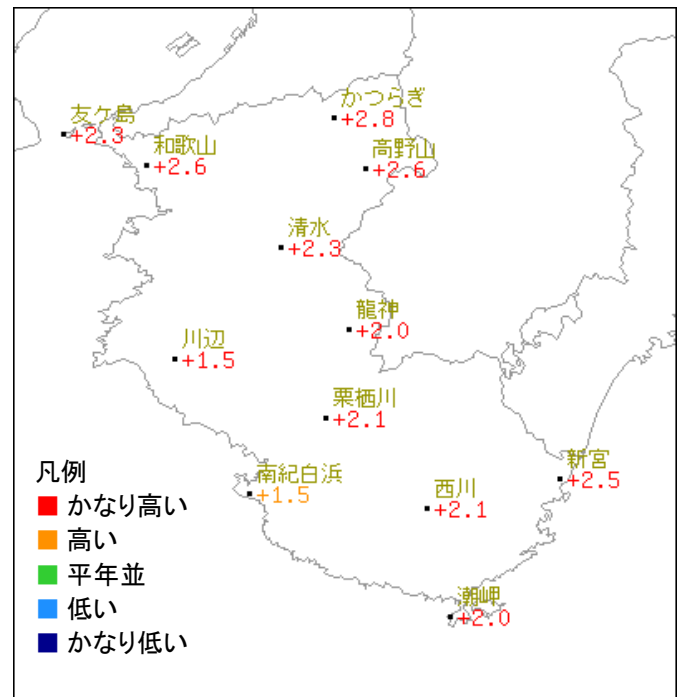 かつらぎ
+2.8
友ケ島
+2.3
和歌山
+2.6
高野山
+2.6
清水
+2.3
龍神
+2.0
川辺
+1.5
栗栖川
+2.1
南紀白浜
+1.5
新宮
+2.5
西川
+2.1
潮岬
+2.0
凡例
かなり高い
高い
平年並
低い
かなり低い